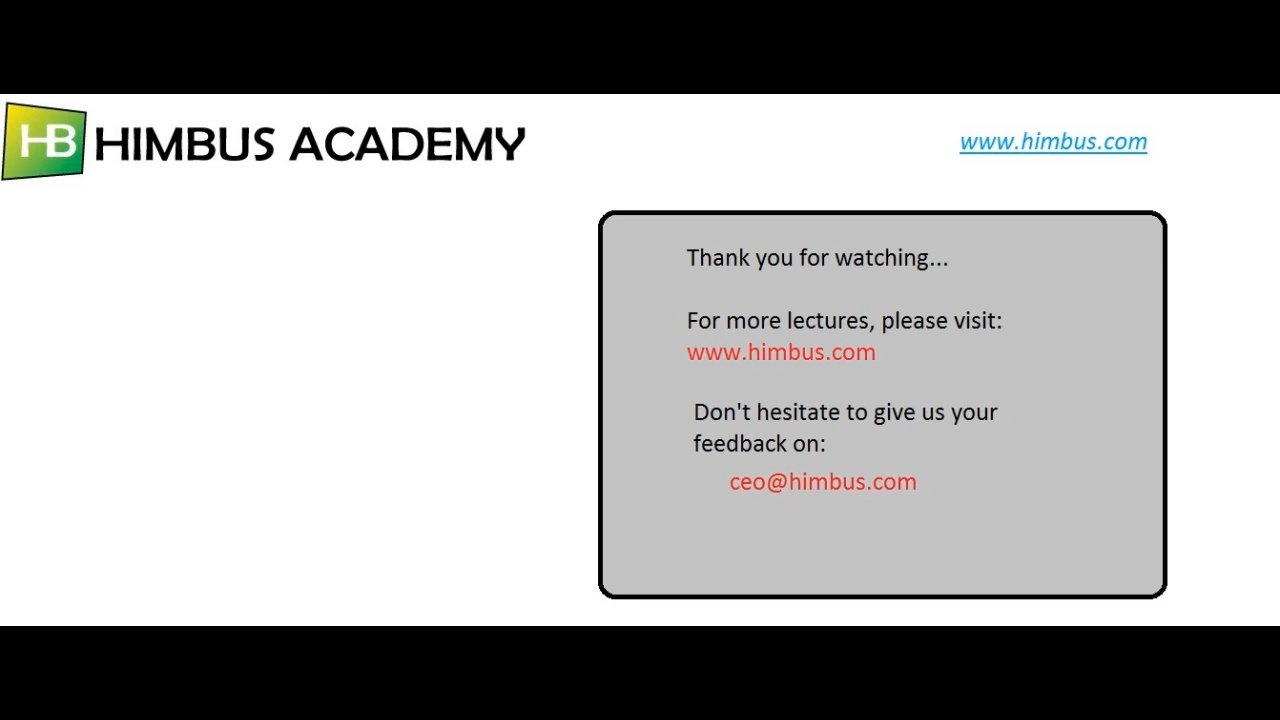 HB HIMBUS ACADEMY
www.himbus.com
Thank you for watching...
For more lectures, please visit:
www.himbus.com
Don't hesitate to give us your
feedback on:
ceo@himbus.com